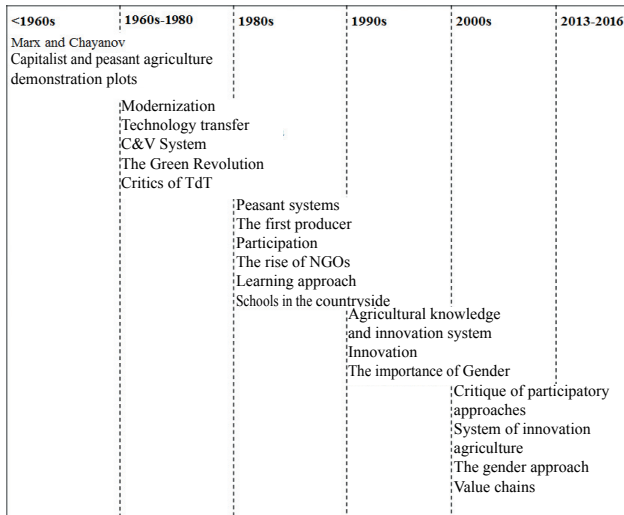 <1960s 1960s-1980 1980s 1990s 2000s 2013-2016
Marx and Chayanov
Capitalist and peasant agriculture
demonstration plots
Modernization
Technology transfer
C&V System
The Green Revolution
Critics of TdT
Peasant systems
The first producer
Participation
The rise of NGOs
Learning approach
Schools in the countryside
Agricultural knowledge
and innovation system
Innovation
The importance of Gender
Critique of participatory
approaches
System of innovation
agriculture
The gender approach
Value chains